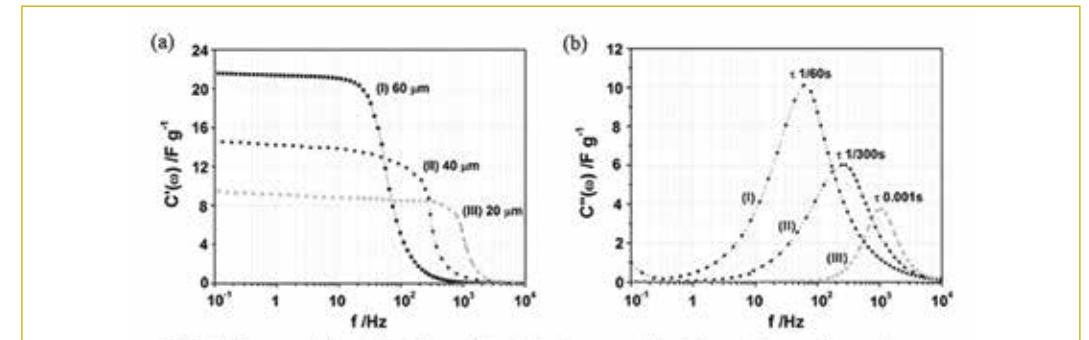 (a)
24
20
16
12
8
4
0
C'(ω) /F g⁻¹
(I) 60 μm
(II) 40 μm
(III) 20 μm
10⁻¹ 1 10 10² 10³ 10⁴
f /Hz
(b)
12
10
8
6
4
2
0
C"(ω) /F g⁻¹
τ 1/60s
τ 1/300s
τ 0.001s
(I)
(II)
(III)
10⁻¹ 1 10 10² 10³ 10⁴
f /Hz